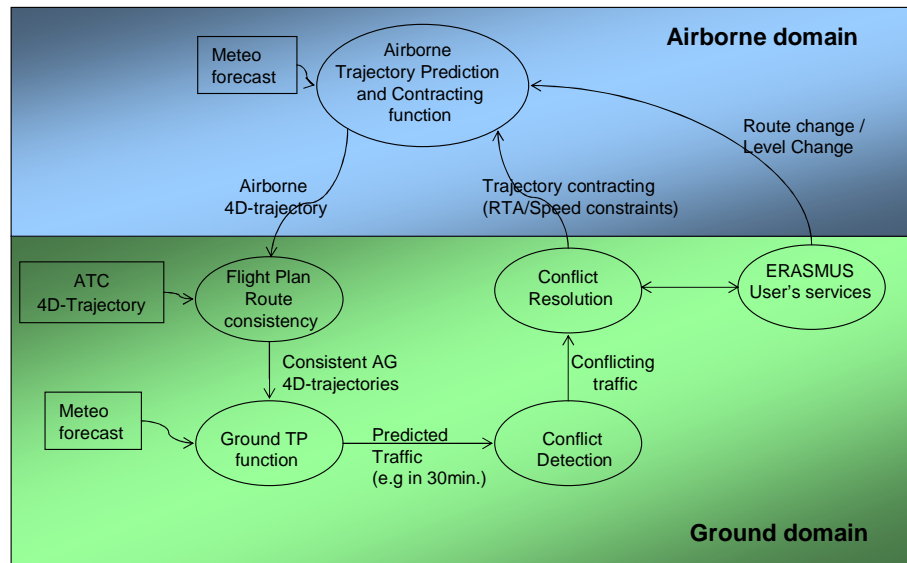 Airborne domain
Meteo
forecast
Airborne
Trajectory Prediction
and Contracting
function
Route change /
Level Change
Airborne
4D-trajectory
Trajectory contracting
(RTA/Speed constraints)
ATC
4D-Trajectory
Flight Plan
Route
consistency
Conflict
Resolution
ERASMUS
User's services
Consistent AG
4D-trajectories
Conflicting
traffic
Meteo
forecast
Ground TP
function
Predicted
Traffic
(e.g in 30min.)
Conflict
Detection
Ground domain